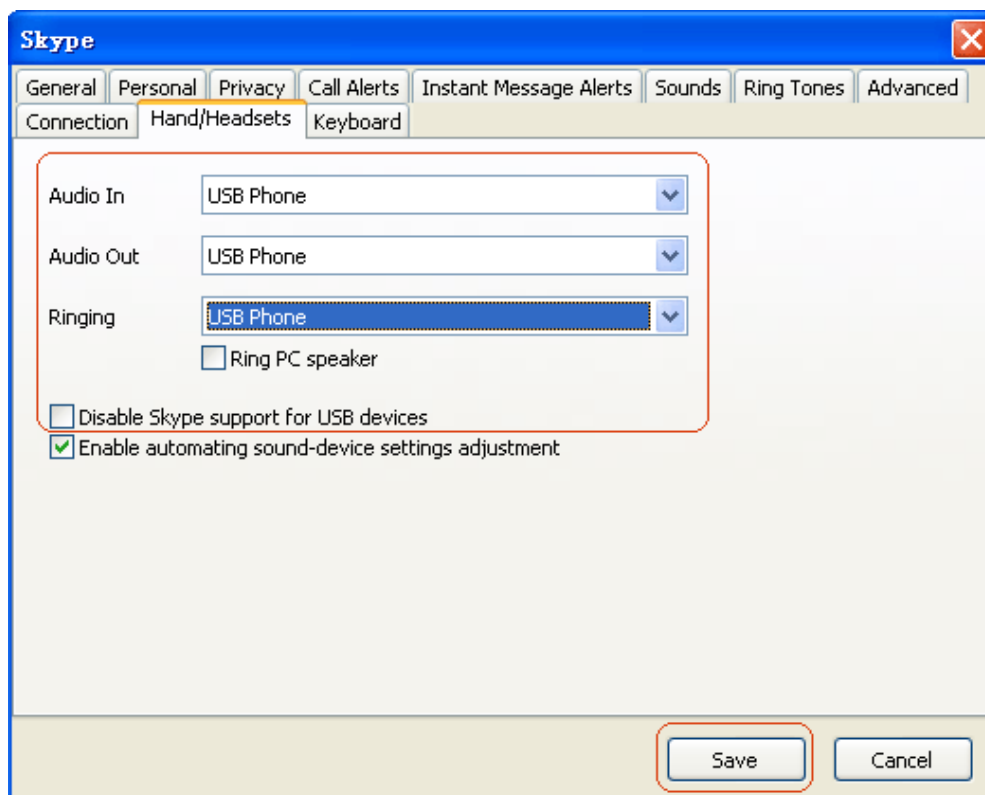 Skype
General Personal Privacy Call Alerts Instant Message Alerts Sounds Ring Tones Advanced
Connection Hand/Headsets Keyboard
Audio In USB Phone
Audio Out USB Phone
Ringing USB Phone
Ring PC speaker
Disable Skype support for USB devices
Enable automating sound-device settings adjustment
Save Cancel